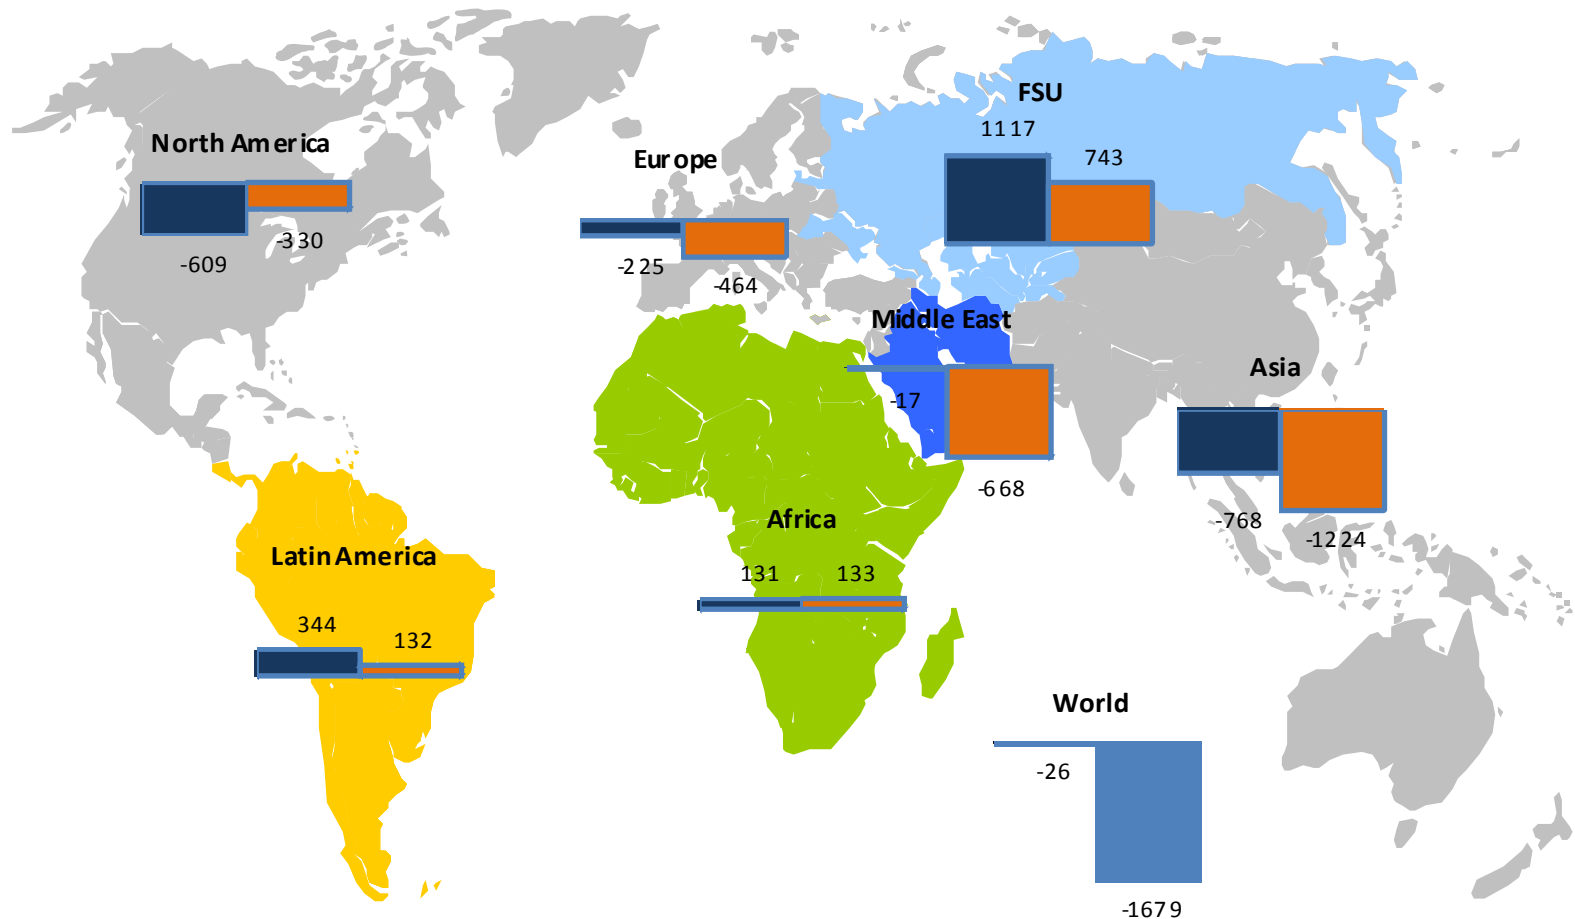 FSU
1117
743
North America
-330
-609
Europe
-225
-464
Middle East
-17
-668
Asia
-768
-1224
Africa
131
133
Latin America
344
132
World
-26
-1679